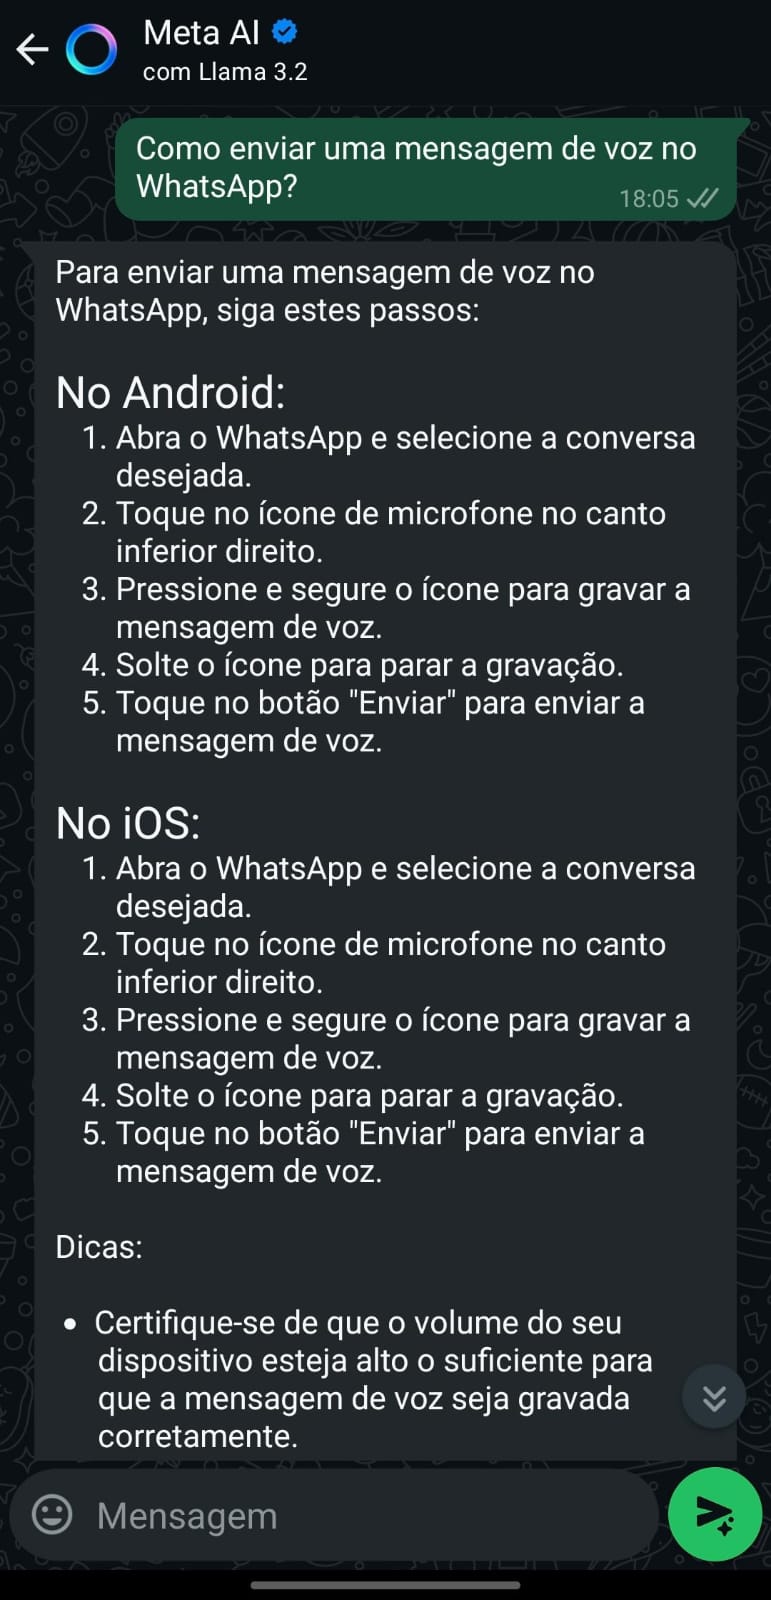 Meta AI
com Llama 3.2
Como enviar uma mensagem de voz no
WhatsApp?
18:05
Para enviar uma mensagem de voz no
WhatsApp, siga estes passos:
No Android:
1. Abra o WhatsApp e selecione a conversa
desejada.
2. Toque no ícone de microfone no canto
inferior direito.
3. Pressione e segure o ícone para gravar a
mensagem de voz.
4. Solte o ícone para parar a gravação.
5. Toque no botão "Enviar" para enviar a
mensagem de voz.
No iOS:
1. Abra o WhatsApp e selecione a conversa
desejada.
2. Toque no ícone de microfone no canto
inferior direito.
3. Pressione e segure o ícone para gravar a
mensagem de voz.
4. Solte o ícone para parar a gravação.
5. Toque no botão "Enviar" para enviar a
mensagem de voz.
Dicas:
• Certifique-se de que o volume do seu
dispositivo esteja alto o suficiente para
que a mensagem de voz seja gravada
corretamente.
Mensagem